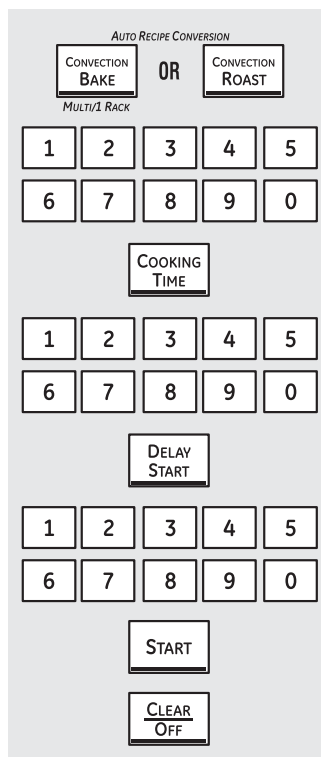 AUTO RECIPE CONVERSION
CONVECTION
BAKE
OR
CONVECTION
ROAST
MULTI/1 RACK
1 2 3 4 5
6 7 8 9 0
COOKING
TIME
1 2 3 4 5
6 7 8 9 0
DELAY
START
1 2 3 4 5
6 7 8 9 0
START
CLEAR
OFF